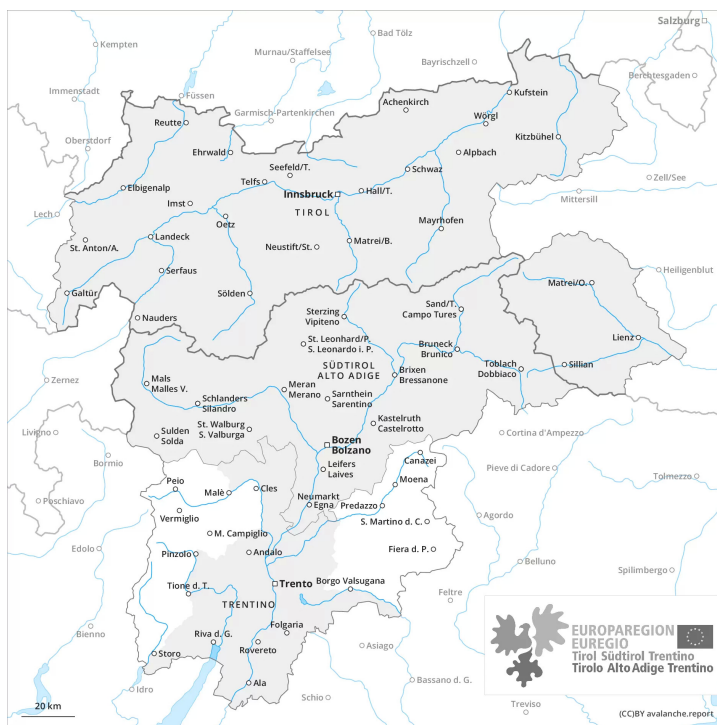 Salzburg
Kempten
Bad Tölz
Murnau/Staffelsee
Bayrischzell
Berchtesgaden
Immenstadt
Füssen
Kufstein
Garmisch-Partenkirchen
Achenkirch
Reutte
Wörgl
Oberstdorf
Kitzbühel
Ehrwald
Alpbach
Seefeld/T.
Schwaz
Telfs
Zell/See
Elbigenalp
Innsbruck
Hall/T.
Mittersill
Imst
TIROL
Lech
Oetz
Mayrhofen
Landeck
St. Anton/A.
Neustift/St.
Matrei/B.
Serfaus
Heiligenblut
Galtür
Sölden
Matrei/O.
Sand/T.
Campo Tures
Nauders
Sterzing
Vipiteno
Lienz
St. Leonhard/P.
S. Leonardo i. P.
Bruneck
Brunico
SÜDTIROL
ALTO ADIGE
Toblach
Dobbiaco
Sillian
Brixen
Bressanone
Zernez
Mals
Malles V.
Meran
Merano
Sarnthein
Sarentino
Schlanders
Silandro
Kastelruth
Castelrotto
St. Walburg
S. Valburga
Livigno
Sulden
Solda
Bozen
Bolzano
Cortina d'Ampezzo
Bormio
Canazei
Leifers
Laives
Pieve di Cadore
Tolmezzo
Peio
Moena
Malè
Cles
Neumarkt
Egna
Poschiavo
Predazzo
Vermiglio
S. Martino d. C.
Agordo
M. Campiglio
Edolo
Pinzolo
Andalo
Fiera d. P.
Belluno
Spilimbergo
Tione d. T.
Trento
Borgo Valsugana
Feltre
TRENTINO
Folgaria
Bienno
Riva d. G.
Rovereto
Asiago
Storo
Ala
Idro
Bassano d. G.
Schio
Treviso
EUROPAREGION
EUREGIO
Tirol Südtirol Trentino
Tirolo Alto Adige Trentino
20 km
(CC)BY avalanche.report